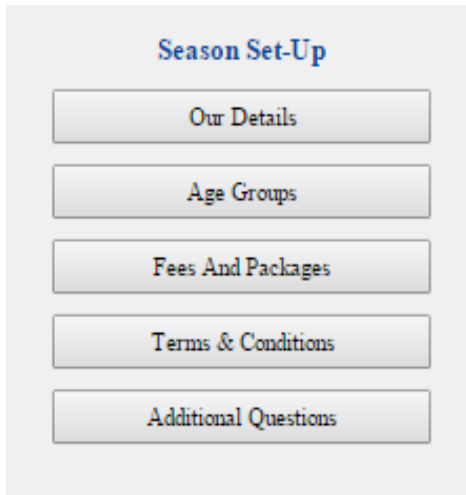 Season Set-Up
Our Details
Age Groups
Fees And Packages
Terms & Conditions
Additional Questions